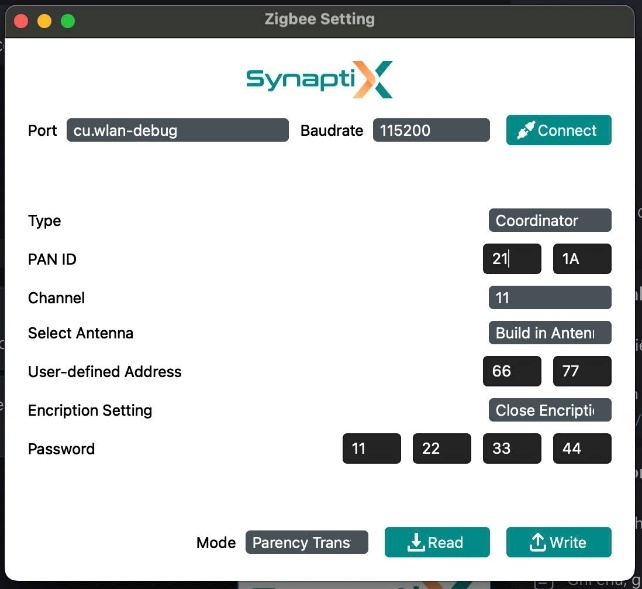 Zigbee Setting
SynaptiX
Port cu.wlan-debug Baudrate 115200 Connect
Type Coordinator
PAN ID 21 1A
Channel 11
Select Antenna Build in Anten
User-defined Address 66 77
Encription Setting Close Encripti
Password 11 22 33 44
Mode Parency Trans Read Write